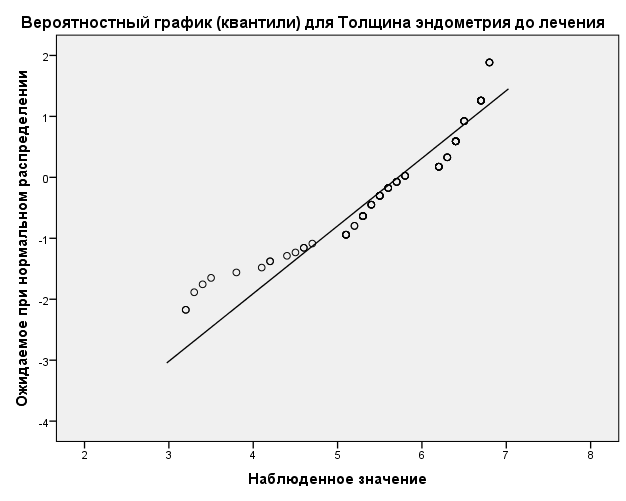 Вероятностный график (квантили) для Толщина эндометрия до лечения
Ожидаемое при нормальном распределении
2
1
0
-1
-2
-3
-4
2 3 4 5 6 7 8
Наблюденное значение